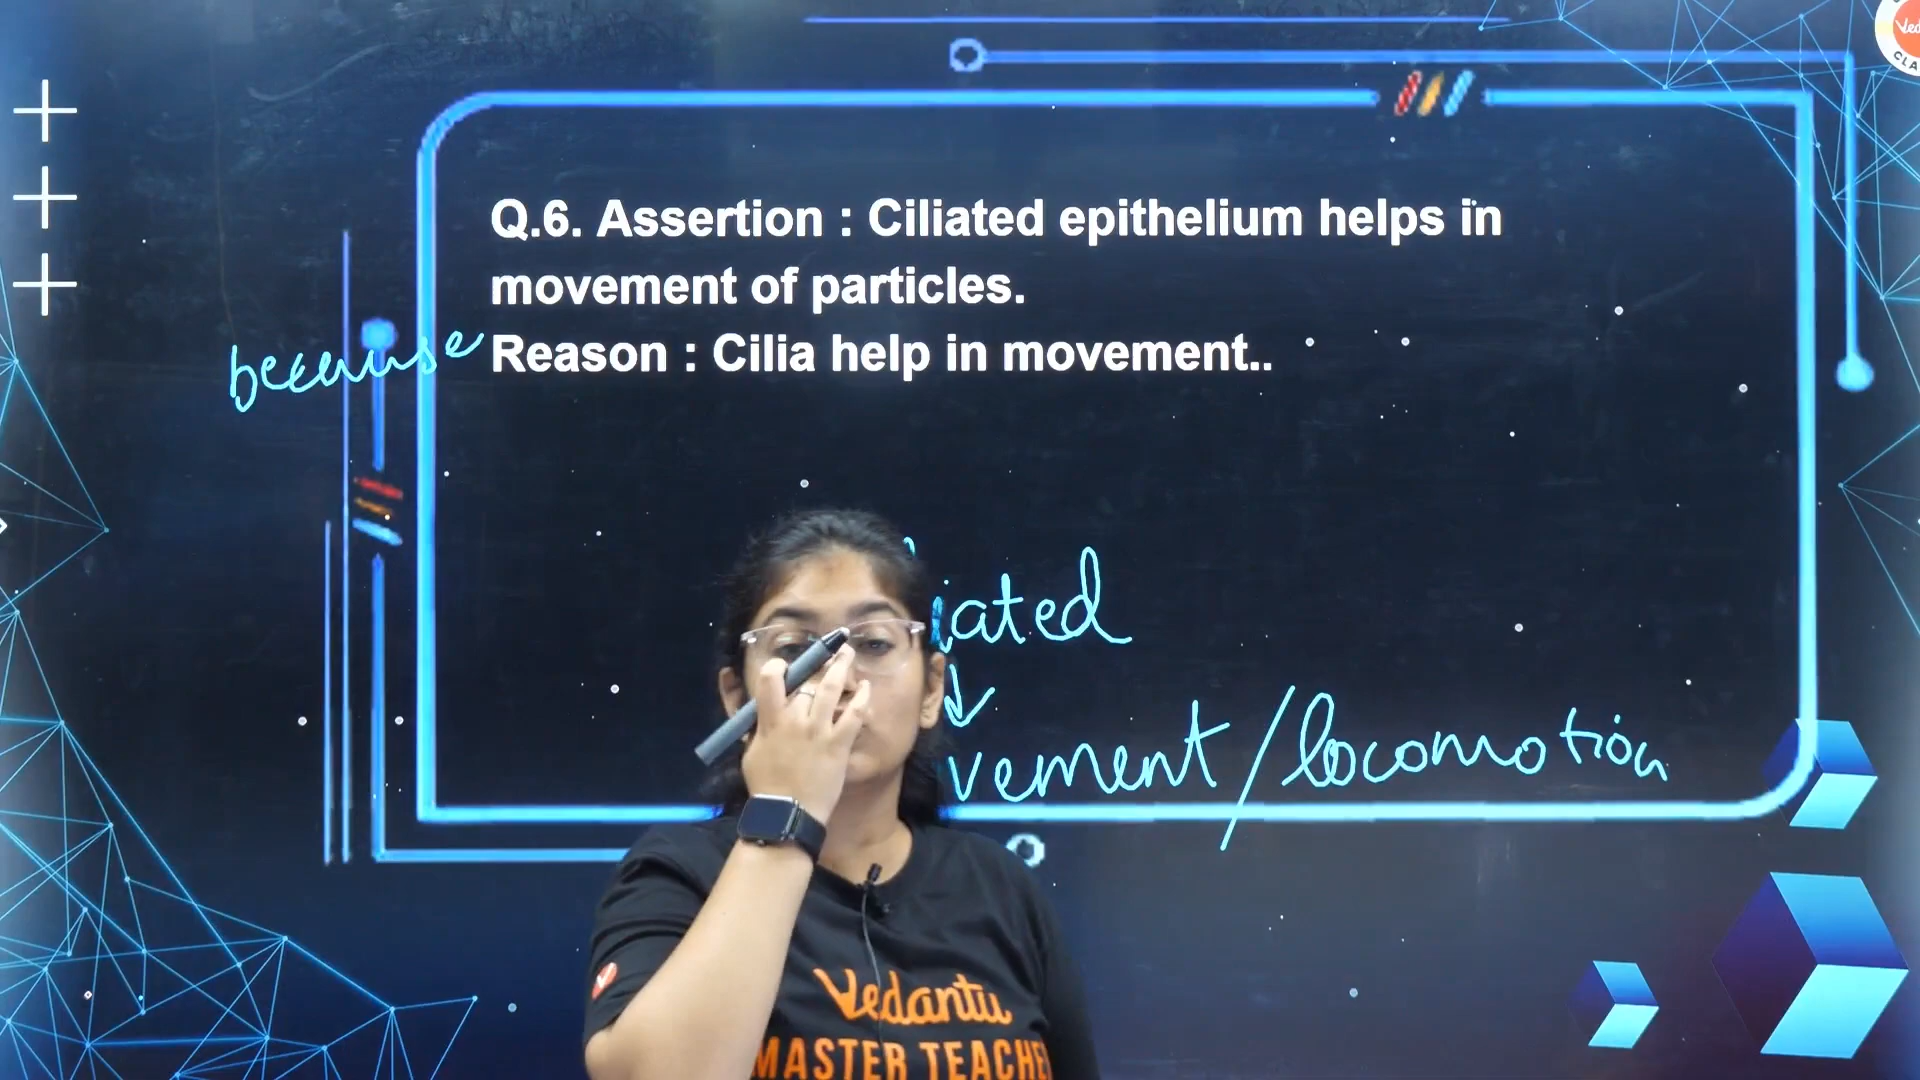 Q.6. Assertion : Ciliated epithelium helps in
movement of particles.
because
Reason : Cilia help in movement..
iated
vement/locomotion
Vedantu
MASTER TEACHE